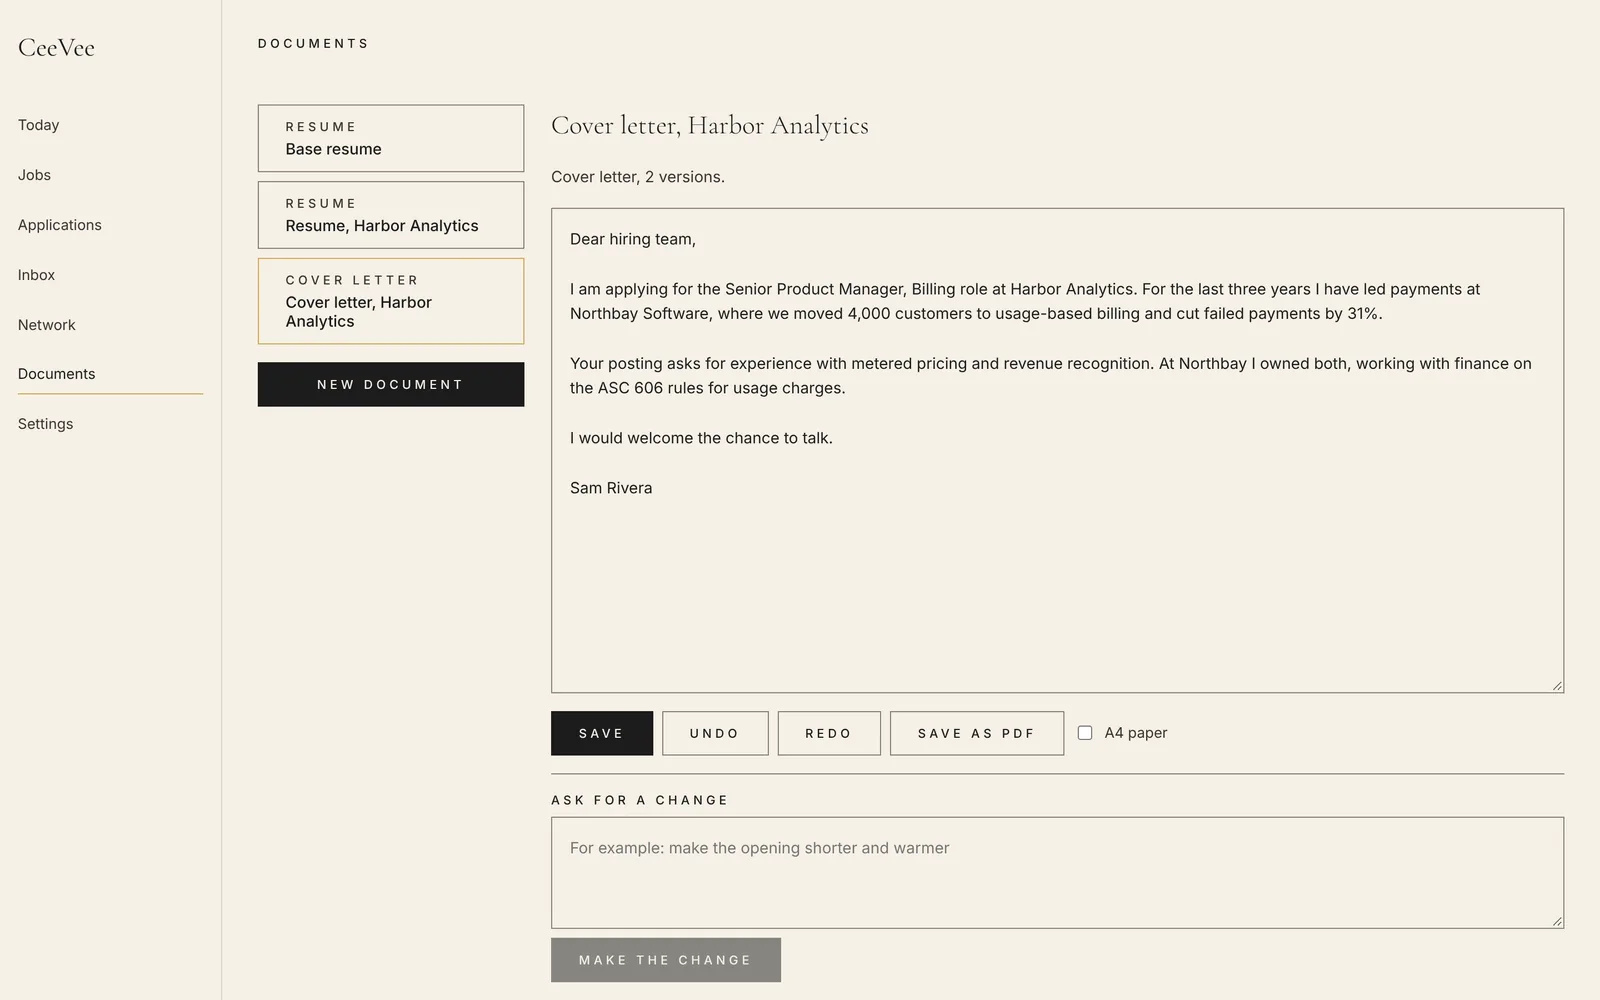 CeeVee
Today
Jobs
Applications
Inbox
Network
Documents
Settings
DOCUMENTS
RESUME
Base resume
RESUME
Resume, Harbor Analytics
COVER LETTER
Cover letter, Harbor
Analytics
NEW DOCUMENT
Cover letter, Harbor Analytics
Cover letter, 2 versions.
Dear hiring team,
I am applying for the Senior Product Manager, Billing role at Harbor Analytics. For the last three years I have led payments at
Northbay Software, where we moved 4,000 customers to usage-based billing and cut failed payments by 31%.
Your posting asks for experience with metered pricing and revenue recognition. At Northbay I owned both, working with finance on
the ASC 606 rules for usage charges.
I would welcome the chance to talk.
Sam Rivera
SAVE
UNDO
REDO
SAVE AS PDF
A4 paper
ASK FOR A CHANGE
For example: make the opening shorter and warmer
MAKE THE CHANGE